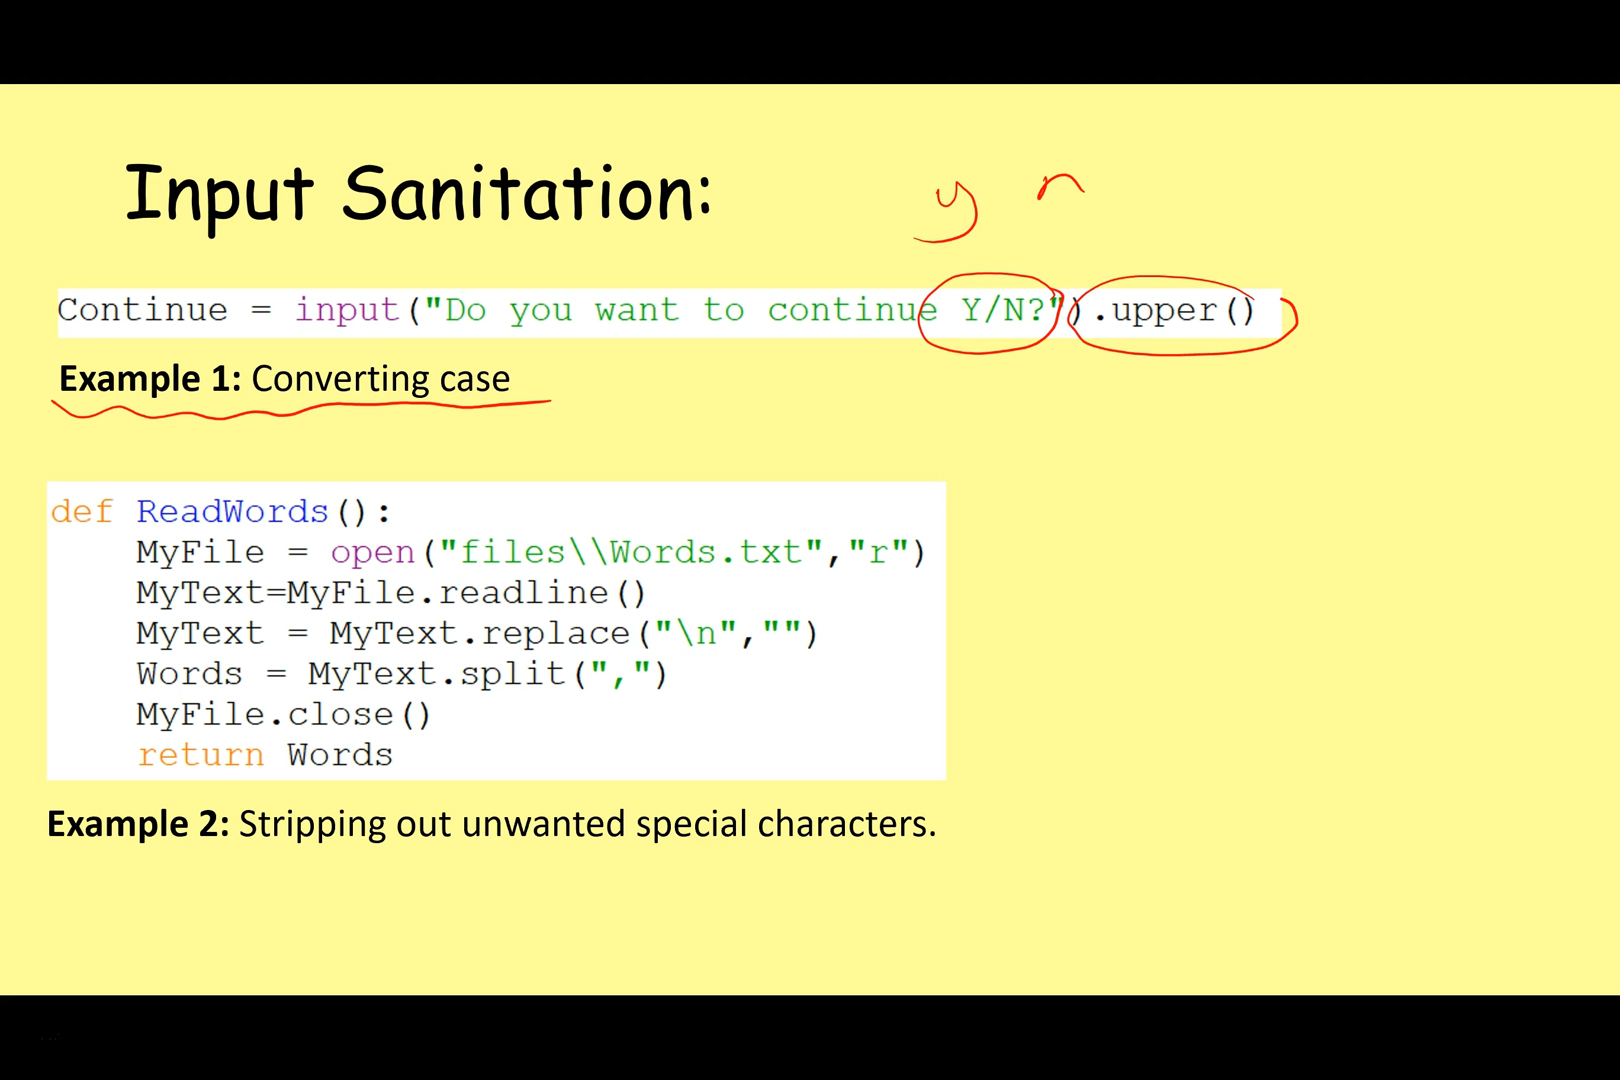 Input Sanitation:
y n
Continue = input("Do you want to continue Y/N?").upper()
Example 1: Converting case
def ReadWords():
    MyFile = open("files\\Words.txt","r")
    MyText=MyFile.readline()
    MyText = MyText.replace("\n","")
    Words = MyText.split(",")
    MyFile.close()
    return Words
Example 2: Stripping out unwanted special characters.